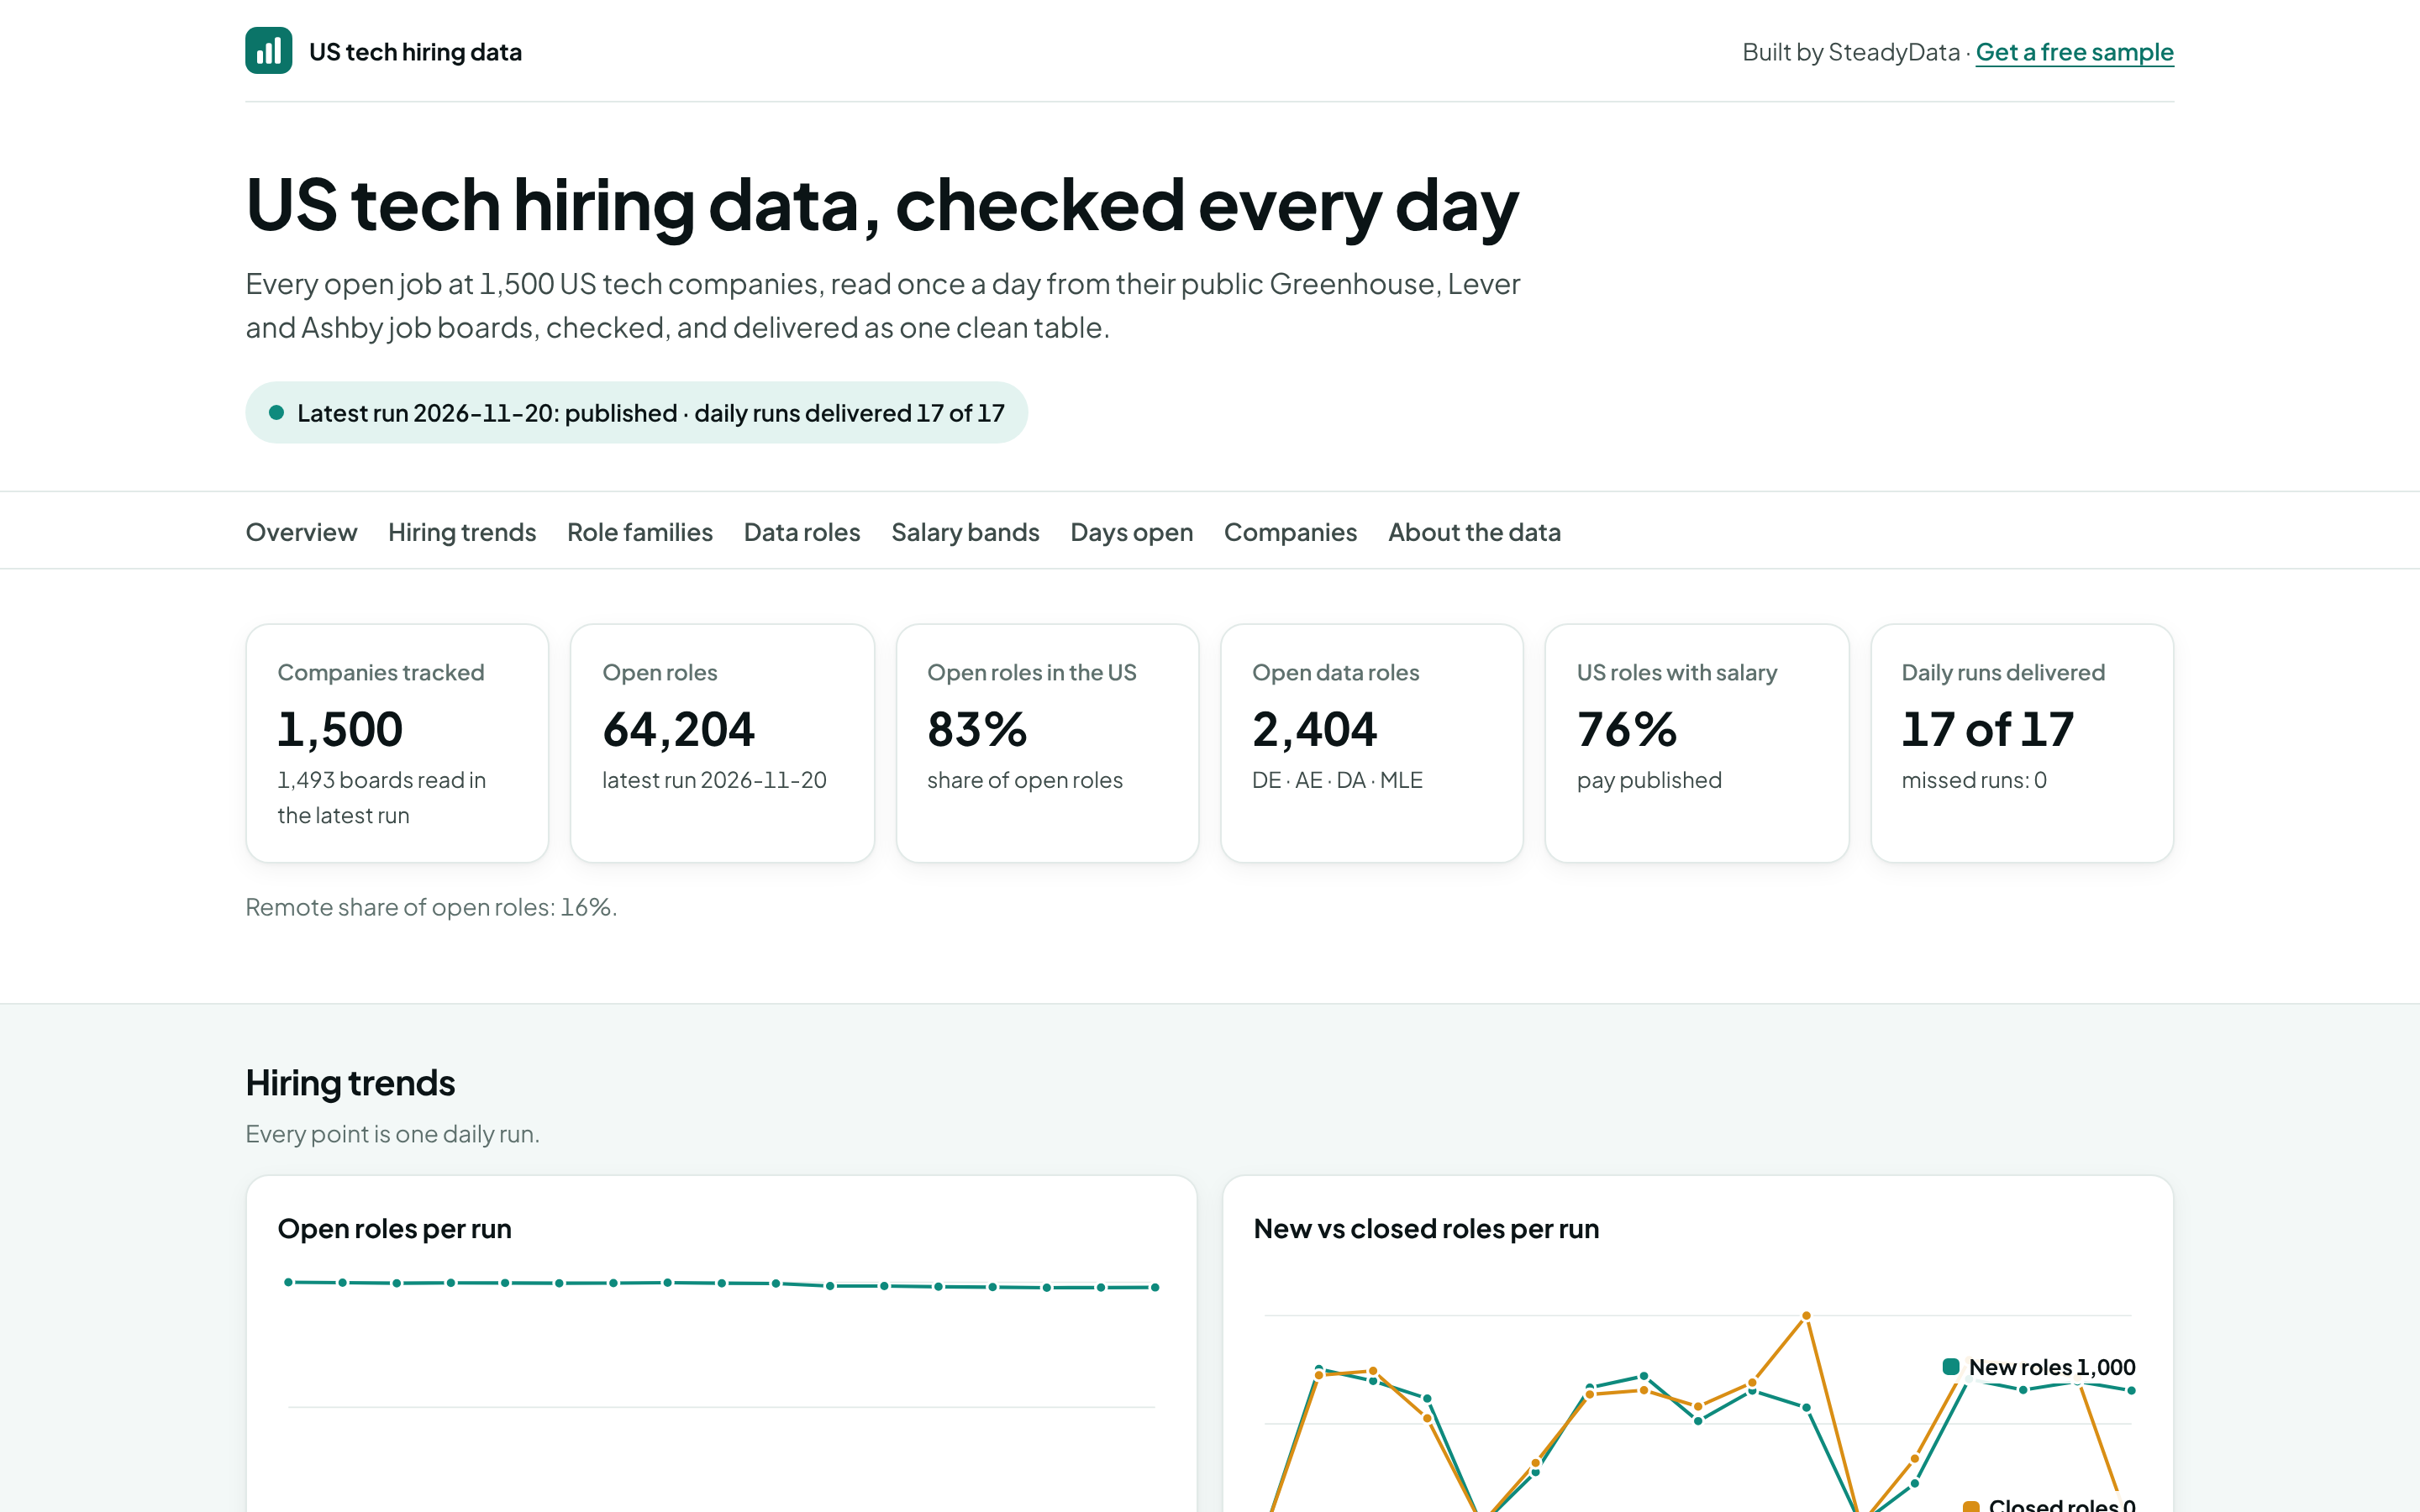 US tech hiring data
Built by SteadyData · Get a free sample
US tech hiring data, checked every day
Every open job at 1,500 US tech companies, read once a day from their public Greenhouse, Lever
and Ashby job boards, checked, and delivered as one clean table.
Latest run 2026-11-20: published · daily runs delivered 17 of 17
Overview
Hiring trends
Role families
Data roles
Salary bands
Days open
Companies
About the data
Companies tracked
1,500
1,493 boards read in
the latest run
Open roles
64,204
latest run 2026-11-20
Open roles in the US
83%
share of open roles
Open data roles
2,404
DE · AE · DA · MLE
US roles with salary
76%
pay published
Daily runs delivered
17 of 17
missed runs: 0
Remote share of open roles: 16%.
Hiring trends
Every point is one daily run.
Open roles per run
New vs closed roles per run
New roles 1,000
Closed roles 0